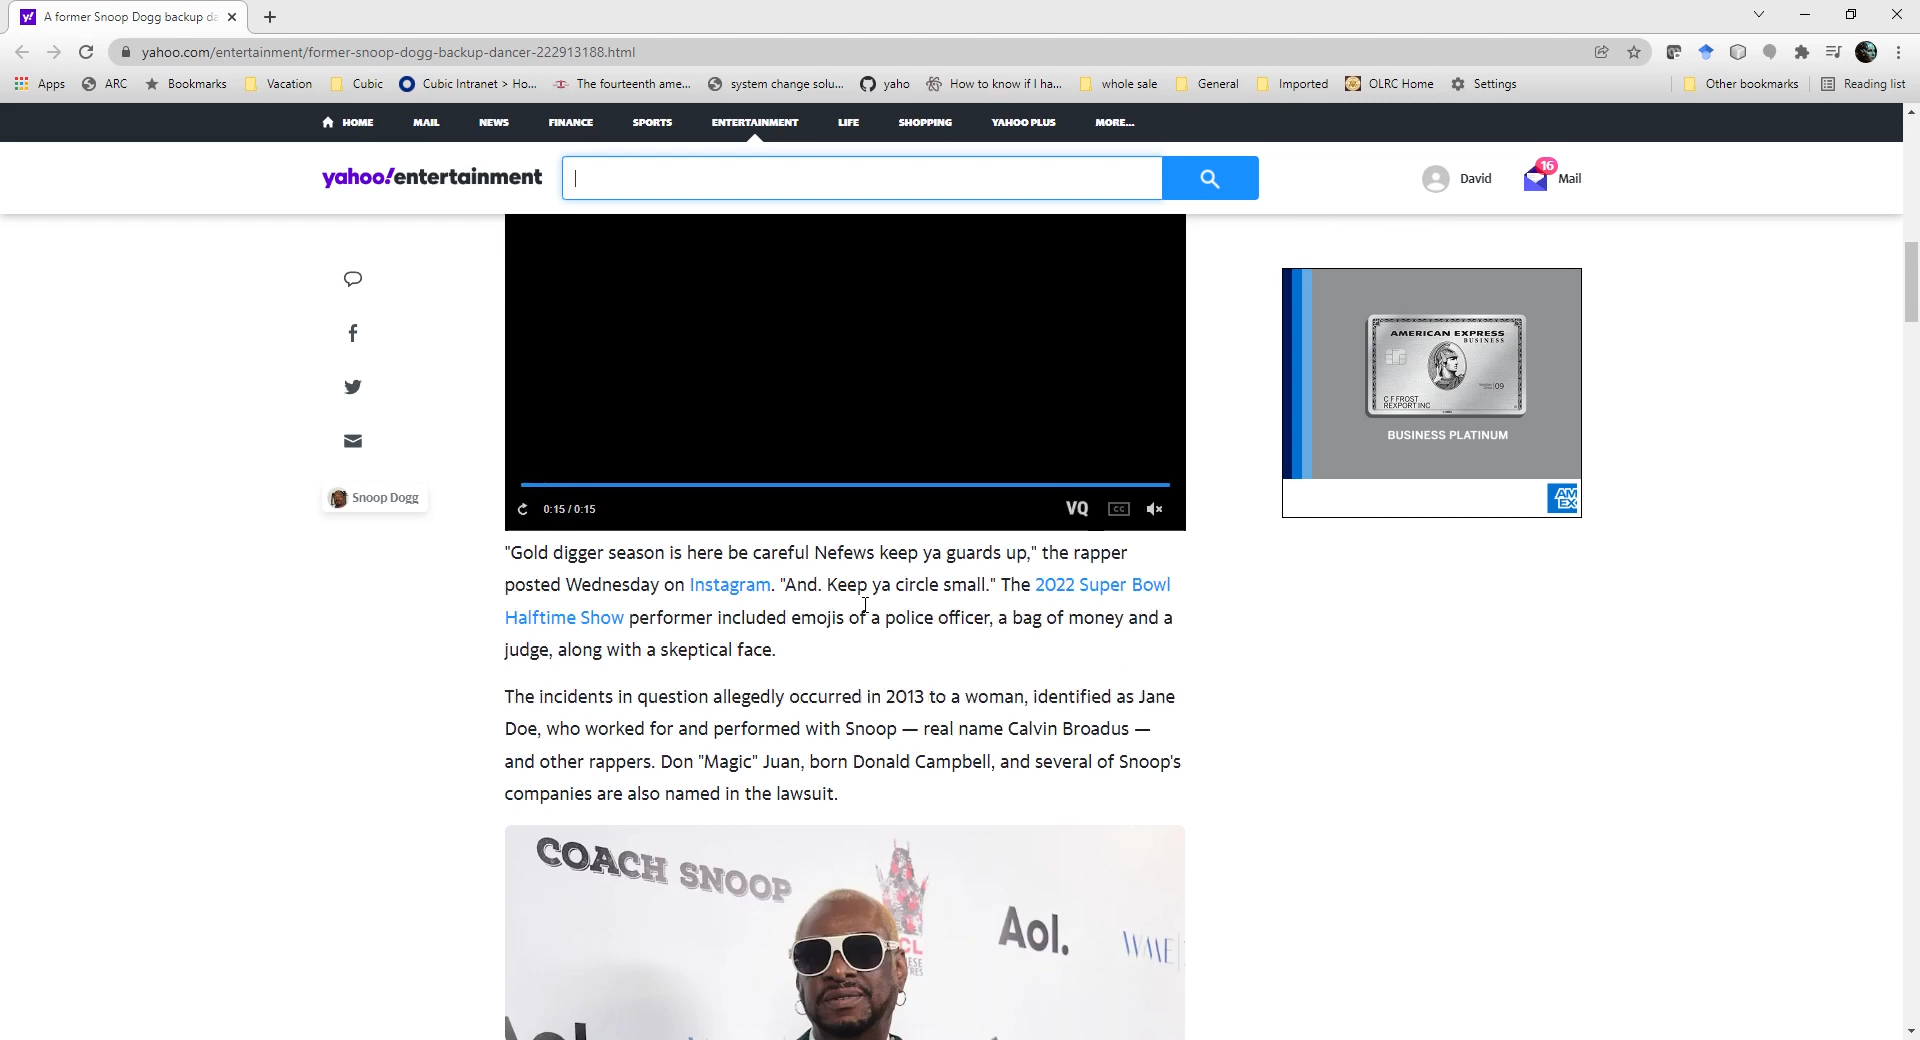 A former Snoop Dogg backup da
yahoo.com/entertainment/former-snoop-dogg-backup-dancer-222913188.html
Apps ARC Bookmarks Vacation Cubic Cubic Intranet > Ho... The fourteenth ame... system change solu... yaho How to know if I ha... whole sale General Imported OLRC Home Settings Other bookmarks Reading list
HOME MAIL NEWS FINANCE SPORTS ENTERTAINMENT LIFE SHOPPING YAHOO PLUS MORE...
yahoo!entertainment David 16 Mail
Snoop Dogg
0:15 / 0:15 VQ CC
AMERICAN EXPRESS
BUSINESS
09
C F FROST
REXPORT INC
BUSINESS PLATINUM
AM
EX
"Gold digger season is here be careful Nefews keep ya guards up," the rapper
posted Wednesday on Instagram. "And. Keep ya circle small." The 2022 Super Bowl
Halftime Show performer included emojis of a police officer, a bag of money and a
judge, along with a skeptical face.
The incidents in question allegedly occurred in 2013 to a woman, identified as Jane
Doe, who worked for and performed with Snoop — real name Calvin Broadus —
and other rappers. Don "Magic" Juan, born Donald Campbell, and several of Snoop's
companies are also named in the lawsuit.
COACH SNOOP
Aol.
WME